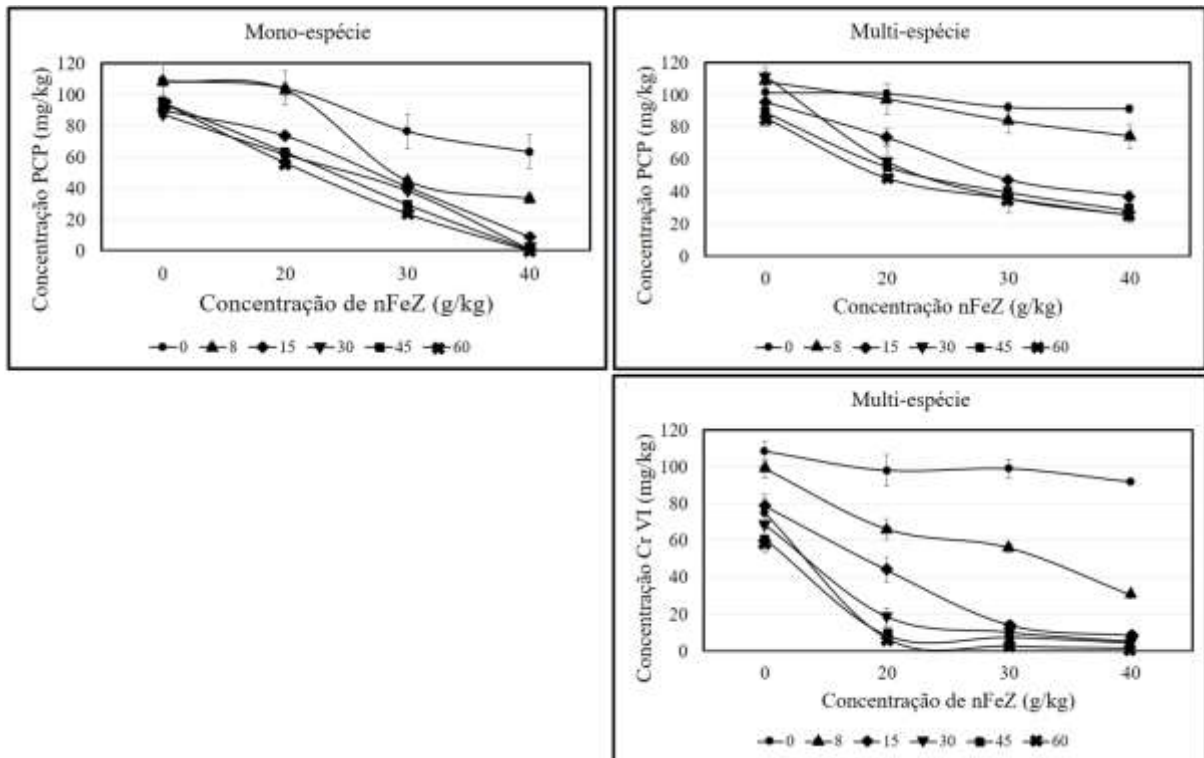 Mono-espécie
Concentração PCP (mg/kg)
120
100
80
60
40
20
0
0 20 30 40
Concentração de nFeZ (g/kg)
0 8 15 30 45 60
Multi-espécie
Concentração PCP (mg/kg)
120
100
80
60
40
20
0
0 20 30 40
Concentração nFeZ (g/kg)
0 8 15 30 45 60
Multi-espécie
Concentração Cr VI (mg/kg)
120
100
80
60
40
20
0
0 20 30 40
Concentração de nFeZ (g/kg)
0 8 15 30 45 60